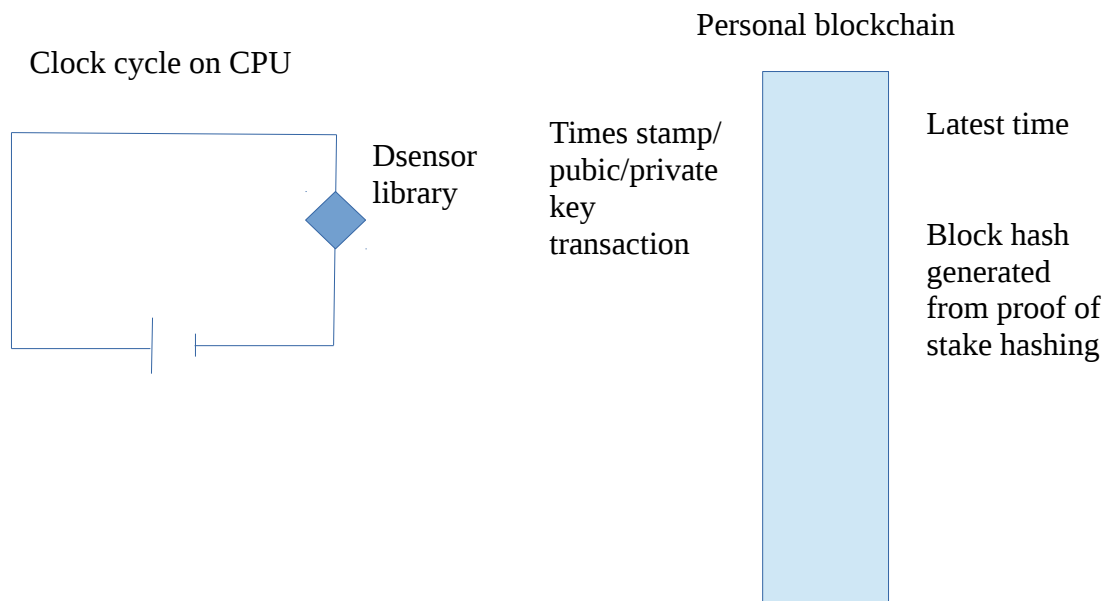 Personal blockchain
Clock cycle on CPU
Dsensor
library
Times stamp/
pubic/private
key
transaction
Latest time
Block hash
generated
from proof of
stake hashing